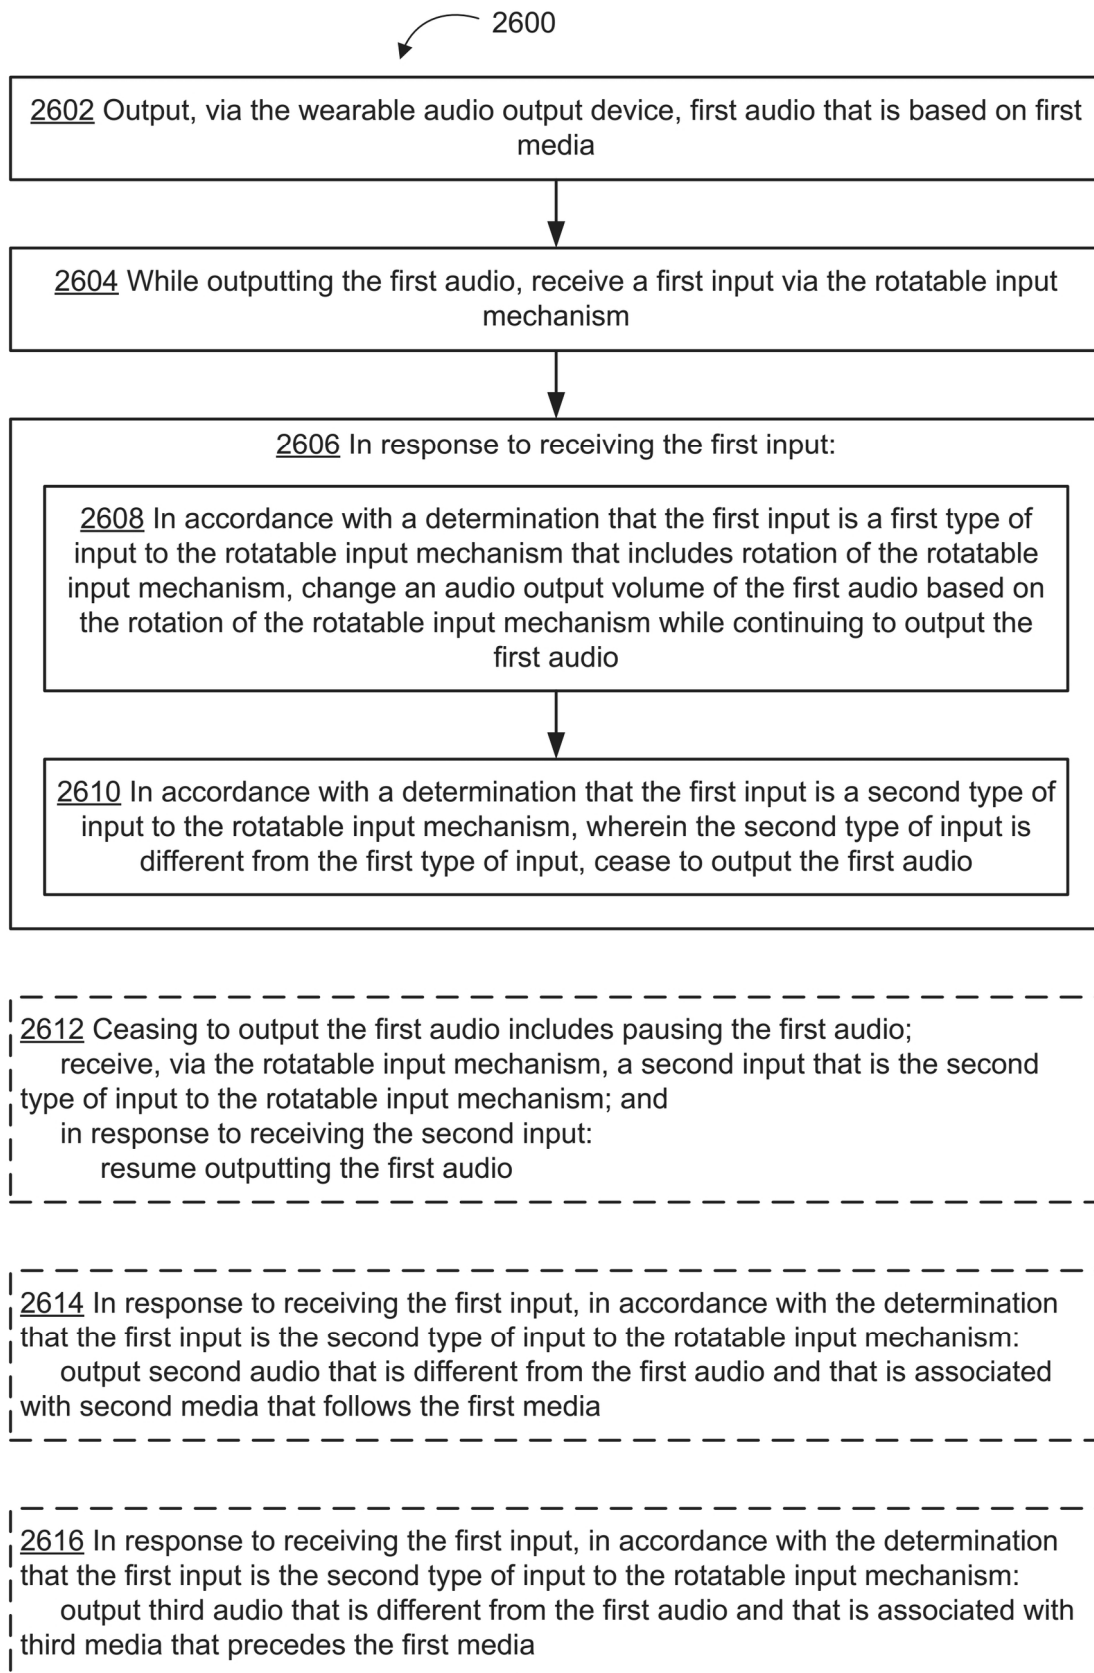 2600
2602 Output, via the wearable audio output device, first audio that is based on first
media
2604 While outputting the first audio, receive a first input via the rotatable input
mechanism
2606 In response to receiving the first input:
2608 In accordance with a determination that the first input is a first type of
input to the rotatable input mechanism that includes rotation of the rotatable
input mechanism, change an audio output volume of the first audio based on
the rotation of the rotatable input mechanism while continuing to output the
first audio
2610 In accordance with a determination that the first input is a second type of
input to the rotatable input mechanism, wherein the second type of input is
different from the first type of input, cease to output the first audio
2612 Ceasing to output the first audio includes pausing the first audio;
receive, via the rotatable input mechanism, a second input that is the second
type of input to the rotatable input mechanism; and
in response to receiving the second input:
resume outputting the first audio
2614 In response to receiving the first input, in accordance with the determination
that the first input is the second type of input to the rotatable input mechanism:
output second audio that is different from the first audio and that is associated
with second media that follows the first media
2616 In response to receiving the first input, in accordance with the determination
that the first input is the second type of input to the rotatable input mechanism:
output third audio that is different from the first audio and that is associated with
third media that precedes the first media